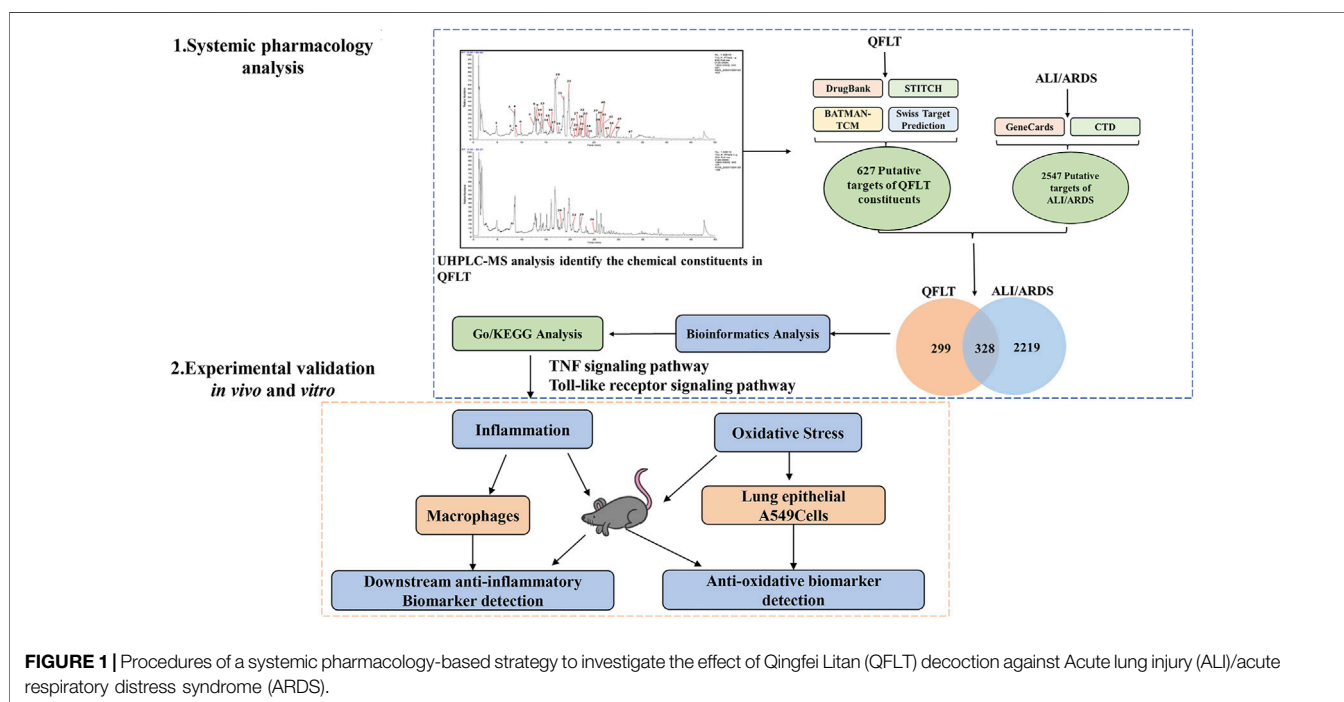 1.Systemic pharmacology
analysis
UHPLC-MS analysis identify the chemical constituents in
QFLT
QFLT
DrugBank
STITCH
BATMAN-
TCM
Swiss Target
Prediction
627 Putative
targets of QFLT
constituents
ALI/ARDS
GeneCards
CTD
2547 Putative
targets of
ALI/ARDS
QFLT
ALI/ARDS
299
328
2219
Bioinformatics Analysis
Go/KEGG Analysis
TNF signaling pathway
Toll-like receptor signaling pathway
2.Experimental validation
in vivo and vitro
Inflammation
Oxidative Stress
Macrophages
Lung epithelial
A549Cells
Downstream anti-inflammatory
Biomarker detection
Anti-oxidative biomarker
detection
FIGURE 1 | Procedures of a systemic pharmacology-based strategy to investigate the effect of Qingfei Litan (QFLT) decoction against Acute lung injury (ALI)/acute
respiratory distress syndrome (ARDS).